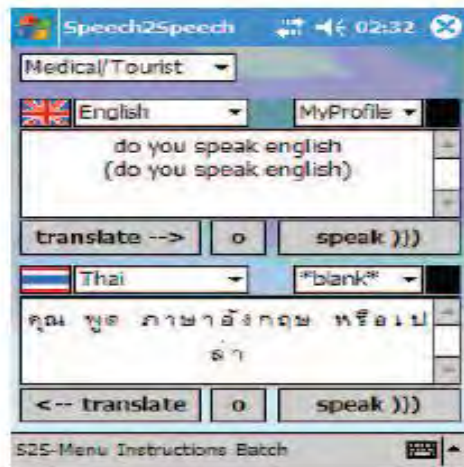 Speech2Speech 02:32
Medical/Tourist
English MyProfile
do you speak english
(do you speak english)
translate --> o speak )))
Thai *blank*
คุณ พูด ภาษาอังกฤษ หรือเป
ล่า
<-- translate o speak )))
S2S-Menu Instructions Batch